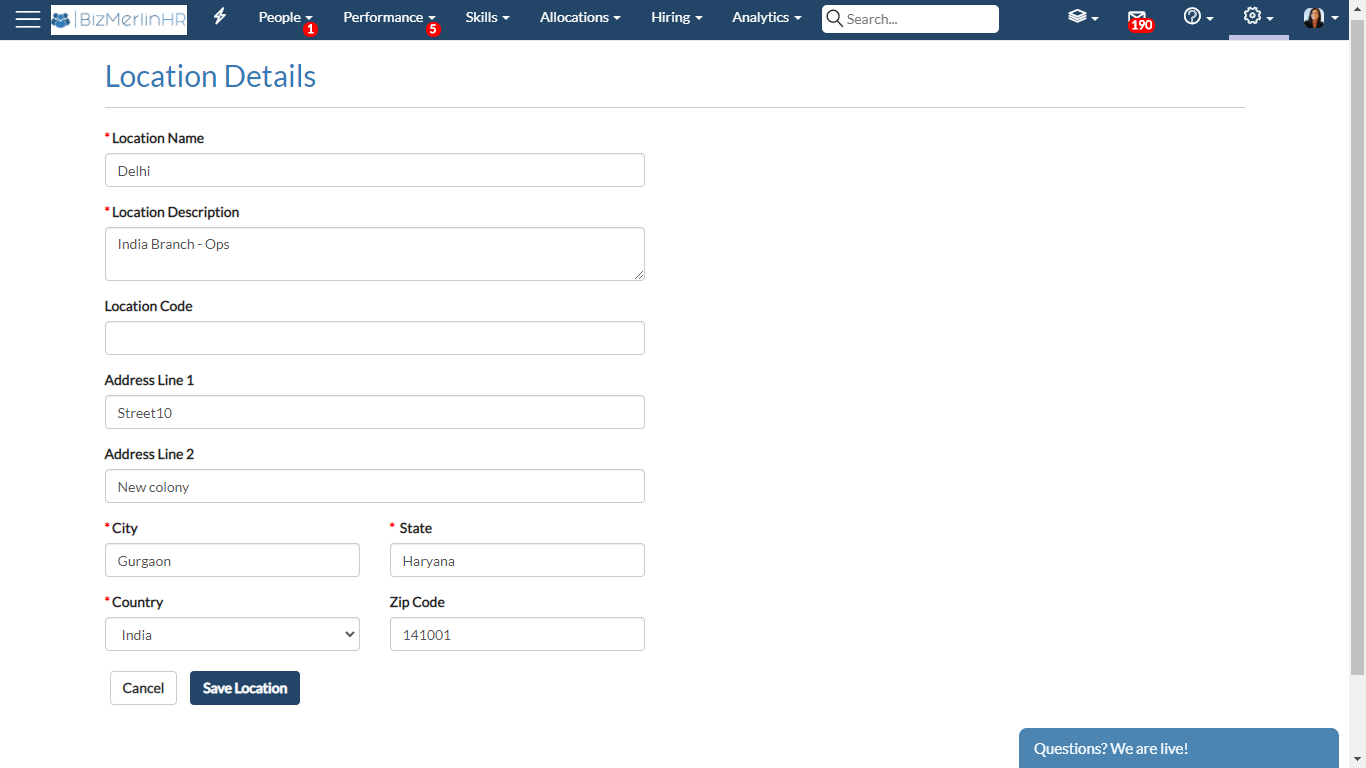 BizMerlinHR People Performance Skills Allocations Hiring Analytics Search... 190
1 5
Location Details
* Location Name
Delhi
* Location Description
India Branch - Ops
Location Code
Address Line 1
Street10
Address Line 2
New colony
* City * State
Gurgaon Haryana
* Country Zip Code
India 141001
Cancel Save Location
Questions? We are live!